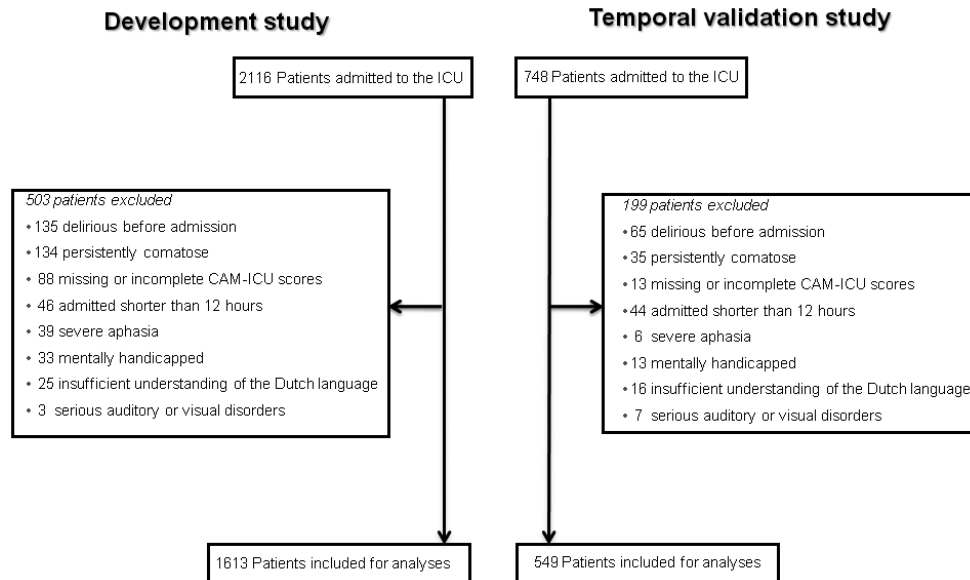 Development study
2116 Patients admitted to the ICU
503 patients excluded
• 135 delirious before admission
• 134 persistently comatose
• 88 missing or incomplete CAM-ICU scores
• 46 admitted shorter than 12 hours
• 39 severe aphasia
• 33 mentally handicapped
• 25 insufficient understanding of the Dutch language
• 3 serious auditory or visual disorders
1613 Patients included for analyses
Temporal validation study
748 Patients admitted to the ICU
199 patients excluded
• 65 delirious before admission
• 35 persistently comatose
• 13 missing or incomplete CAM-ICU scores
• 44 admitted shorter than 12 hours
• 6 severe aphasia
• 13 mentally handicapped
• 16 insufficient understanding of the Dutch language
• 7 serious auditory or visual disorders
549 Patients included for analyses